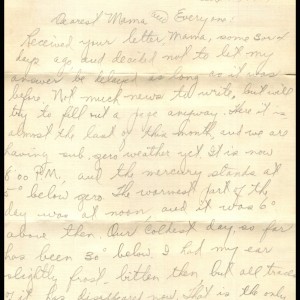 Dearest Mama and Everyone:
Received your letter, Mama, some 3 or 4
days ago and decided not to let my
answer be delayed as long as it was
before. Not much news to write, but will
try to fill out a page anyway. Here it is
almost the last of this month, and we are
having sub-zero weather yet. It is now
8:00 P.M. and the mercury stands at
5° below zero. The warmest part of the
day was at noon, and it was 6°
above then. Our coldest day, so far
has been 30° below. I had my ear
slightly frost-bitten then but all trace
of it has disappeared now. That is the only